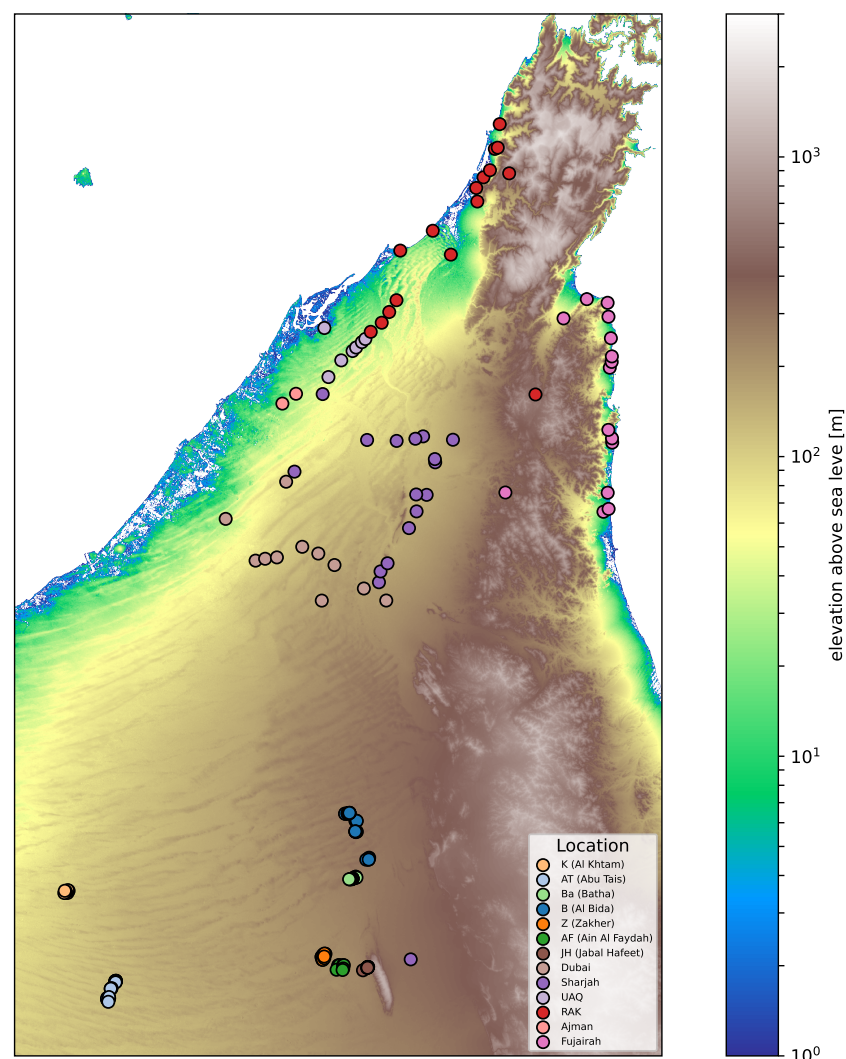 Location
K (Al Khtam)
AT (Abu Tais)
Ba (Batha)
B (Al Bida)
Z (Zakher)
AF (Ain Al Faydah)
JH (Jabal Hafeet)
Dubai
Sharjah
UAQ
RAK
Ajman
Fujairah
10³
10²
10¹
10⁰
elevation above sea leve [m]